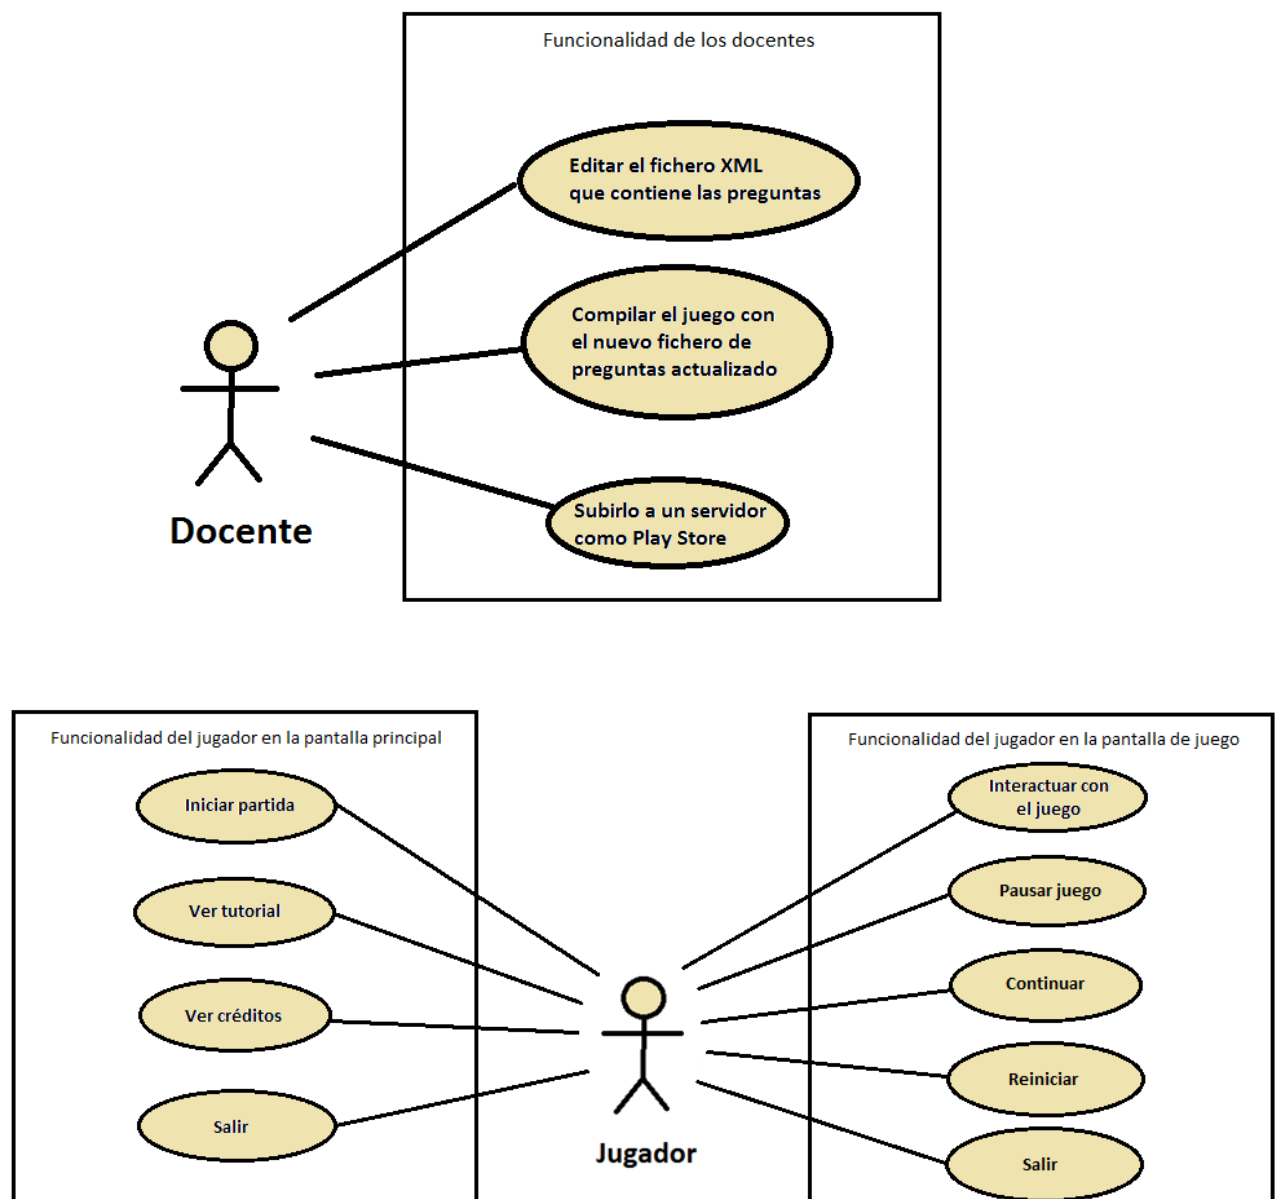 Funcionalidad de los docentes
Editar el fichero XML
que contiene las preguntas
Compilar el juego con
el nuevo fichero de
preguntas actualizado
Subirlo a un servidor
como Play Store
Docente
Funcionalidad del jugador en la pantalla principal
Iniciar partida
Ver tutorial
Ver créditos
Salir
Jugador
Funcionalidad del jugador en la pantalla de juego
Interactuar con
el juego
Pausar juego
Continuar
Reiniciar
Salir